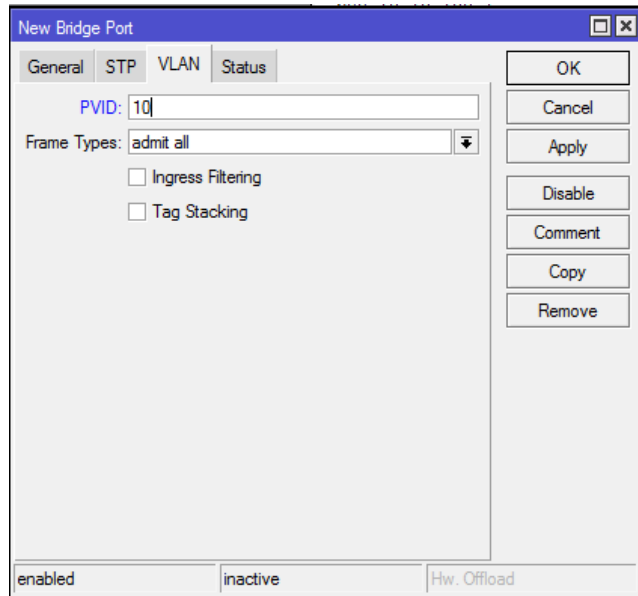 New Bridge Port
General STP VLAN Status
PVID: 10
Frame Types: admit all
Ingress Filtering
Tag Stacking
OK
Cancel
Apply
Disable
Comment
Copy
Remove
enabled inactive Hw. Offload